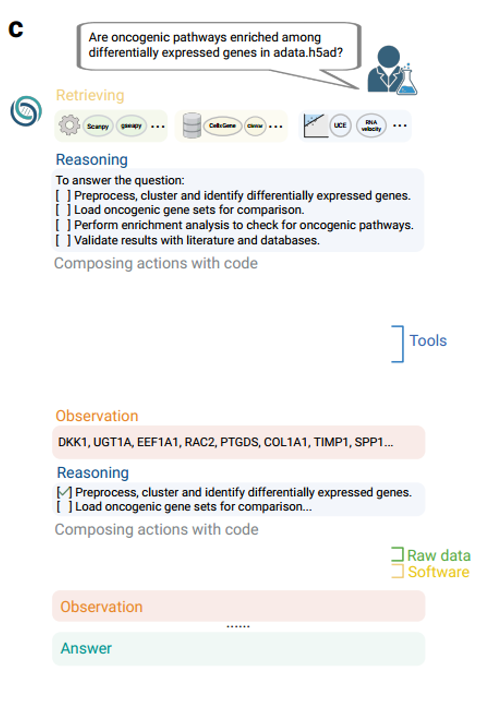 c
Are oncogenic pathways enriched among
differentially expressed genes in adata.h5ad?
Retrieving
Scanpy gseapy ... CellxGene ... UCE RNA velocity ...
Reasoning
To answer the question:
[ ] Preprocess, cluster and identify differentially expressed genes.
[ ] Load oncogenic gene sets for comparison.
[ ] Perform enrichment analysis to check for oncogenic pathways.
[ ] Validate results with literature and databases.
Composing actions with code
Tools
Observation
DKK1, UGT1A, EEF1A1, RAC2, PTGDS, COL1A1, TIMP1, SPP1...
Reasoning
[✓] Preprocess, cluster and identify differentially expressed genes.
[ ] Load oncogenic gene sets for comparison...
Composing actions with code
Raw data
Software
Observation
......
Answer